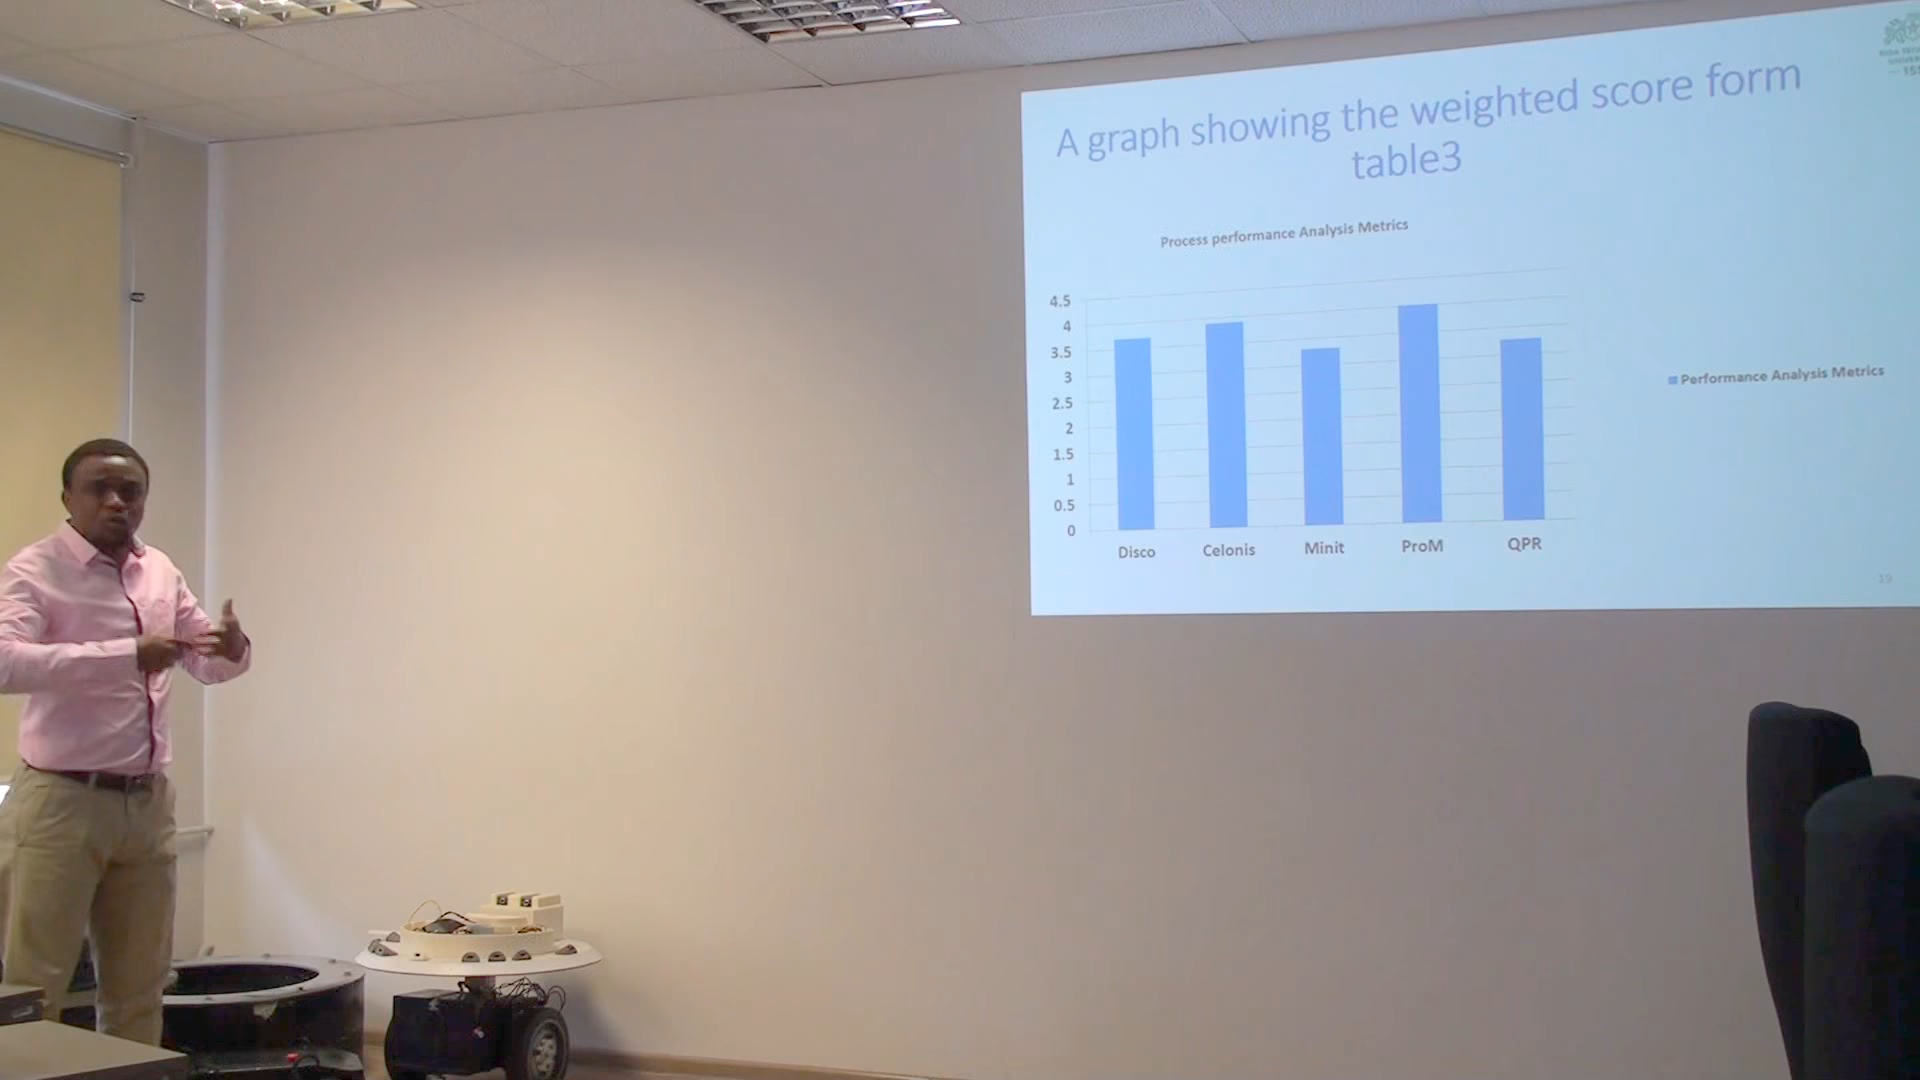 A graph showing the weighted score form
table3
Process performance Analysis Metrics
4.5
4
3.5
3
2.5
2
1.5
1
0.5
0
Disco Celonis Minit ProM QPR
Performance Analysis Metrics
19